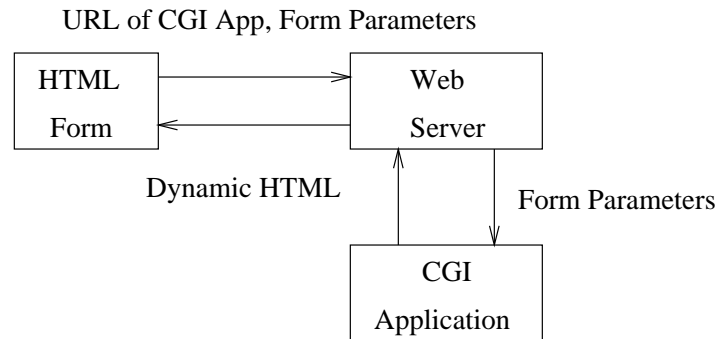 URL of CGI App, Form Parameters
HTML
Form
Web
Server
Dynamic HTML
Form Parameters
CGI
Application